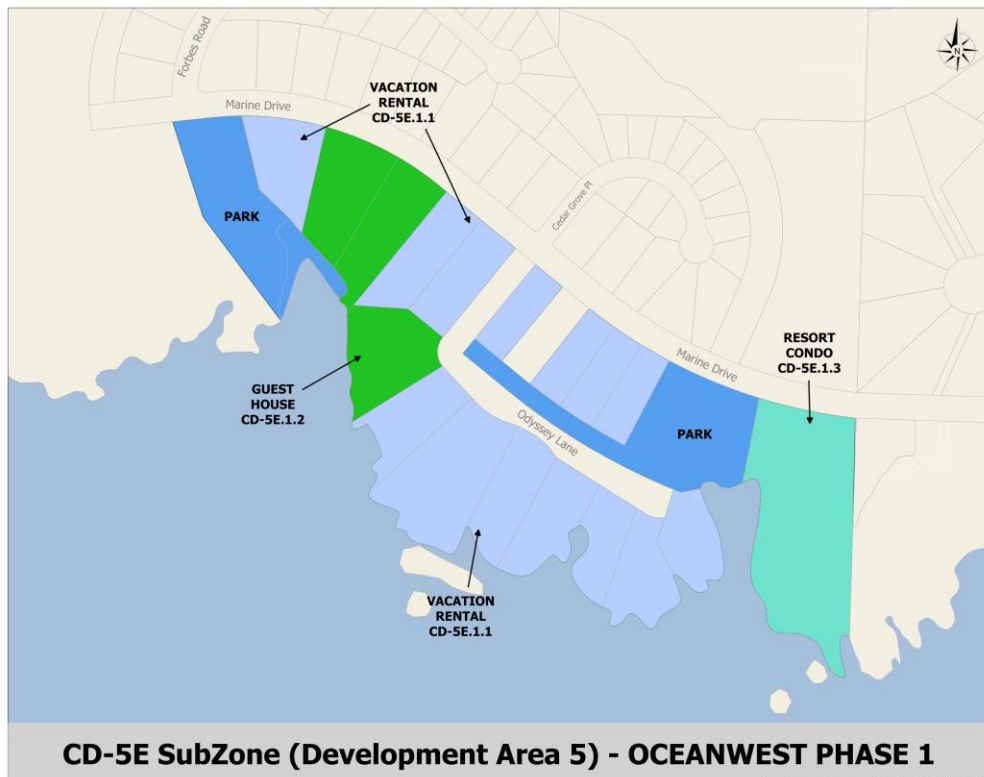 Forbes Road
N
VACATION
RENTAL
CD-5E.1.1
Marine Drive
PARK
Cedar Grove Pl
RESORT
CONDO
CD-5E.1.3
Marine Drive
GUEST
HOUSE
CD-5E.1.2
PARK
Odyssey Lane
VACATION
RENTAL
CD-5E.1.1
CD-5E SubZone (Development Area 5) - OCEANWEST PHASE 1